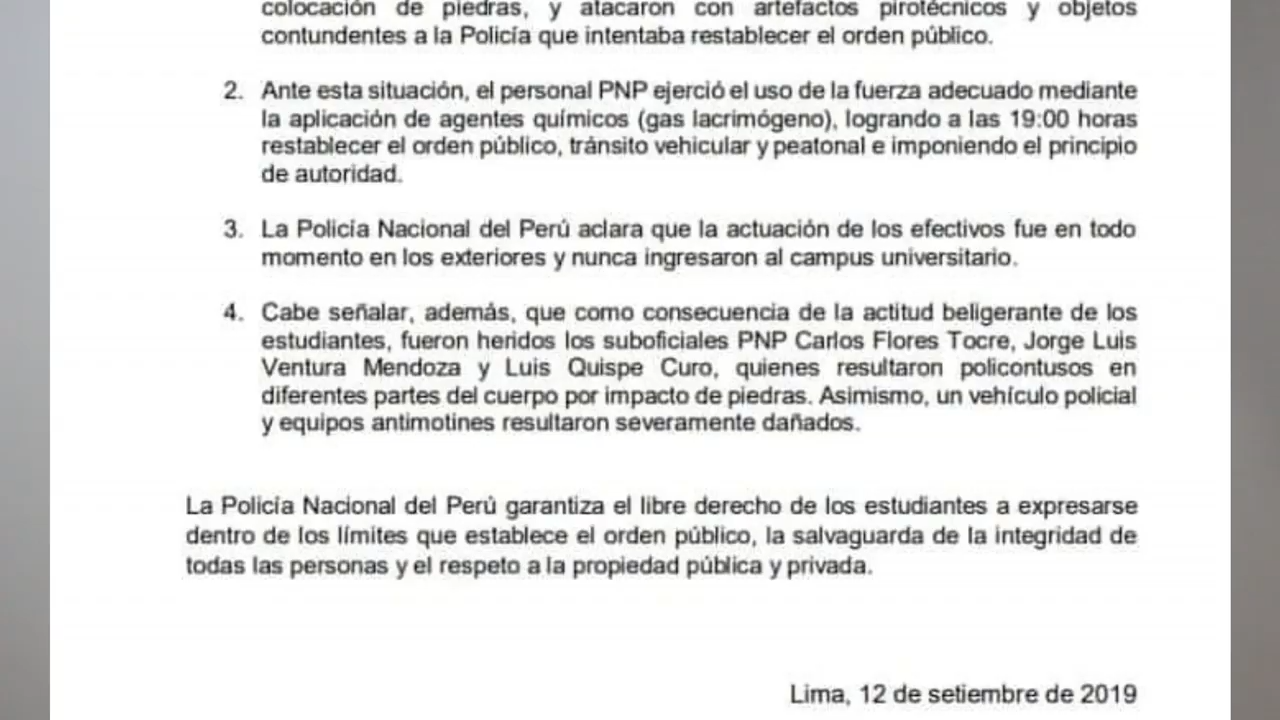 colocación de piedras, y atacaron con artefactos pirotécnicos y objetos
contundentes a la Policía que intentaba restablecer el orden público.
2. Ante esta situación, el personal PNP ejerció el uso de la fuerza adecuado mediante
la aplicación de agentes químicos (gas lacrimógeno), logrando a las 19:00 horas
restablecer el orden público, tránsito vehicular y peatonal e imponiendo el principio
de autoridad.
3. La Policía Nacional del Perú aclara que la actuación de los efectivos fue en todo
momento en los exteriores y nunca ingresaron al campus universitario.
4. Cabe señalar, además, que como consecuencia de la actitud beligerante de los
estudiantes, fueron heridos los suboficiales PNP Carlos Flores Tocre, Jorge Luis
Ventura Mendoza y Luis Quispe Curo, quienes resultaron policontusos en
diferentes partes del cuerpo por impacto de piedras. Asimismo, un vehículo policial
y equipos antimotines resultaron severamente dañados.
La Policía Nacional del Perú garantiza el libre derecho de los estudiantes a expresarse
dentro de los límites que establece el orden público, la salvaguarda de la integridad de
todas las personas y el respeto a la propiedad pública y privada.
Lima, 12 de setiembre de 2019